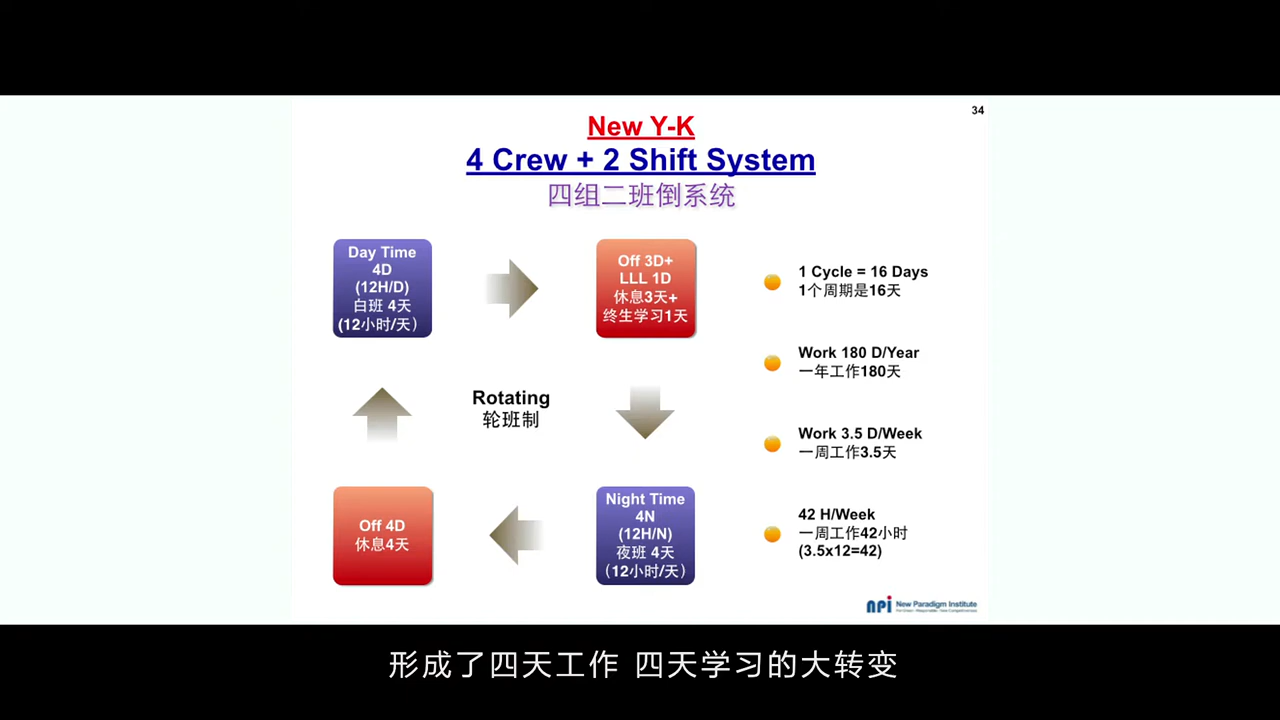 34
New Y-K
4 Crew + 2 Shift System
四组二班倒系统
Day Time
4D
(12H/D)
白班 4天
(12小时/天）
Off 3D+
LLL 1D
休息3天+
终生学习1天
Rotating
轮班制
Off 4D
休息4天
Night Time
4N
(12H/N)
夜班 4天
（12小时/天）
1 Cycle = 16 Days
1个周期是16天
Work 180 D/Year
一年工作180天
Work 3.5 D/Week
一周工作3.5天
42 H/Week
一周工作42小时
(3.5x12=42)
npi New Paradigm Institute
形成了四天工作 四天学习的大转变